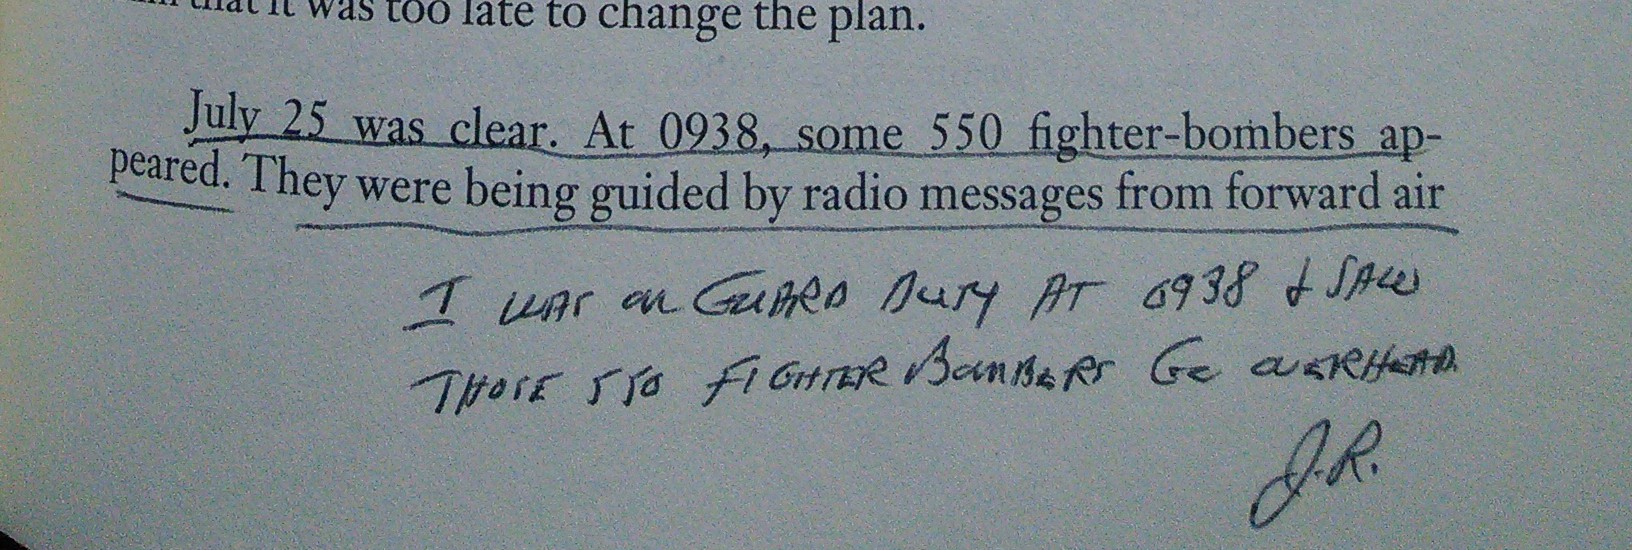 that it was too late to change the plan.
July 25 was clear. At 0938, some 550 fighter-bombers ap-
peared. They were being guided by radio messages from forward air
I WAS on GUARD DUTY AT 0938 & SAW
THOSE 550 FIGHTER BOMBERS Go OVERHEAD.
J.R.